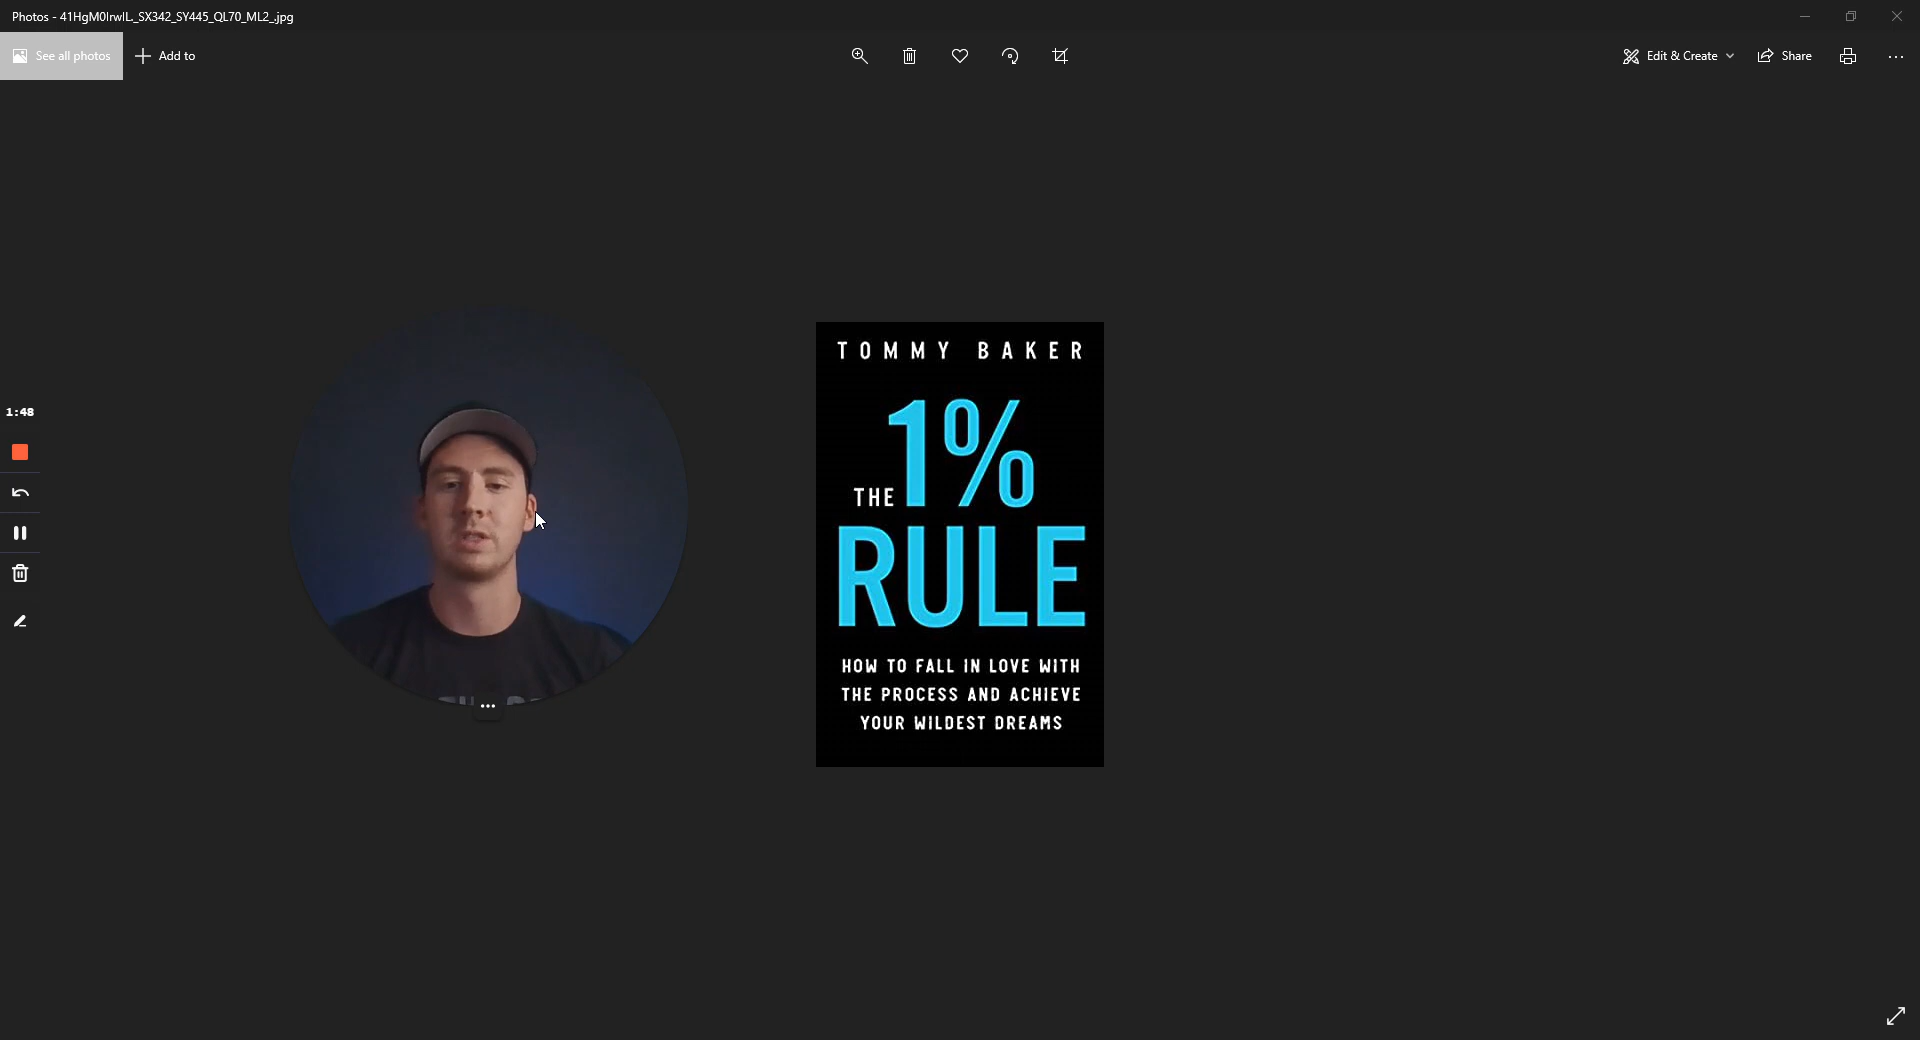 Photos - 41HgM0IrwlL._SX342_SY445_QL70_ML2_.jpg
See all photos
Add to
Edit & Create
Share
1:48
TOMMY BAKER
THE 1%
RULE
HOW TO FALL IN LOVE WITH
THE PROCESS AND ACHIEVE
YOUR WILDEST DREAMS